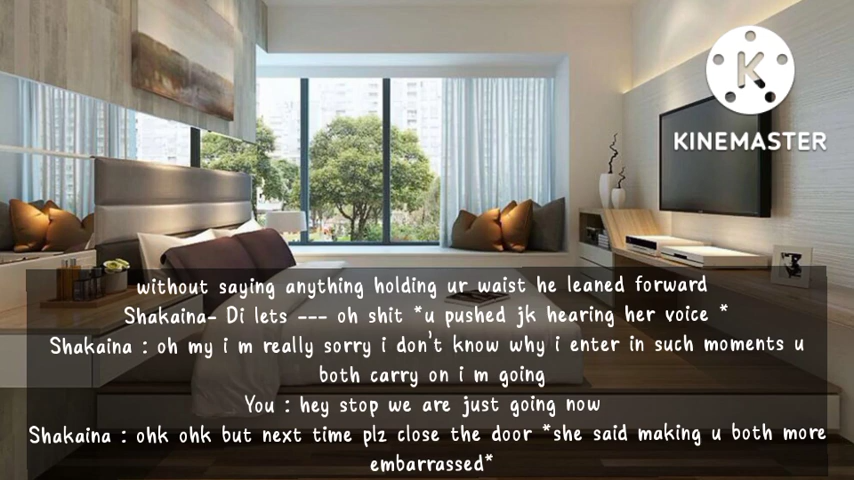 KINEMASTER
without saying anything holding ur waist he leaned forward
Shakaina- Di lets --- oh shit *u pushed jk hearing her voice *
Shakaina : oh my i m really sorry i don't know why i enter in such moments u
both carry on i m going
You : hey stop we are just going now
Shakaina : ohk ohk but next time plz close the door *she said making u both more
embarrassed*